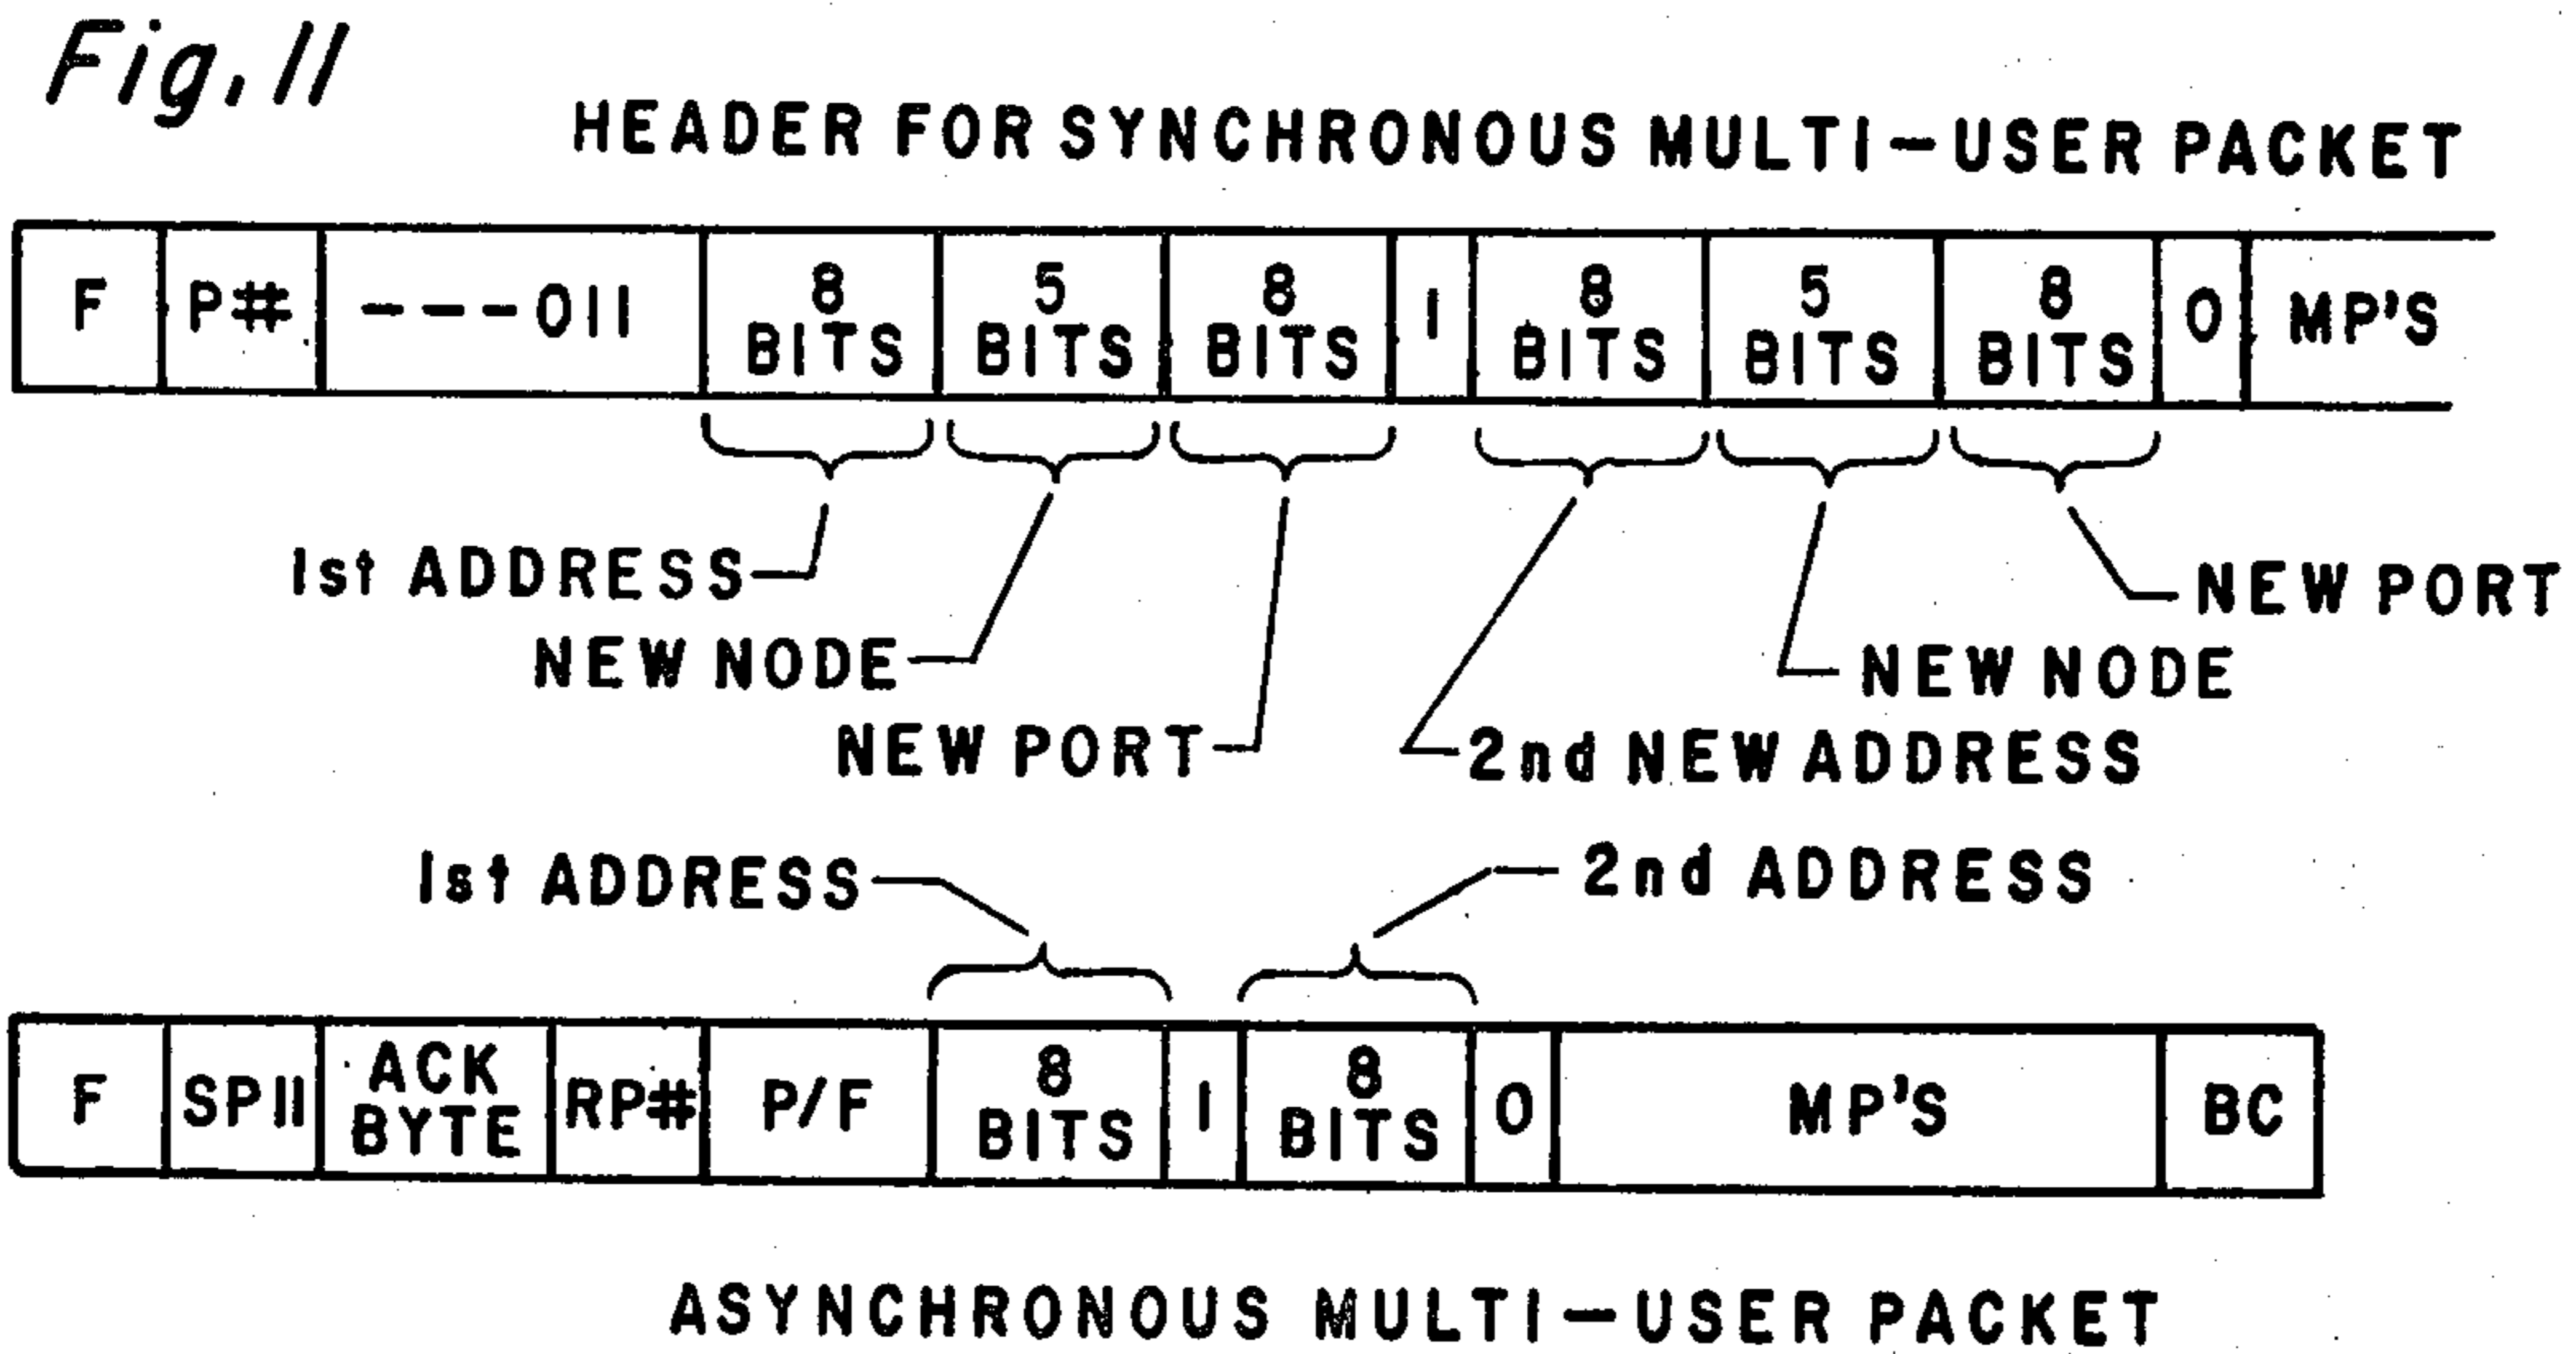 Fig. 11
HEADER FOR SYNCHRONOUS MULTI-USER PACKET
F P# ---011 8 BITS 5 BITS 8 BITS 1 8 BITS 5 BITS 8 BITS 0 MP'S
1st ADDRESS
NEW NODE
NEW PORT
2nd NEW ADDRESS
NEW NODE
NEW PORT
1st ADDRESS
2nd ADDRESS
F SP11 ACK BYTE RP# P/F 8 BITS 1 8 BITS 0 MP'S BC
ASYNCHRONOUS MULTI-USER PACKET